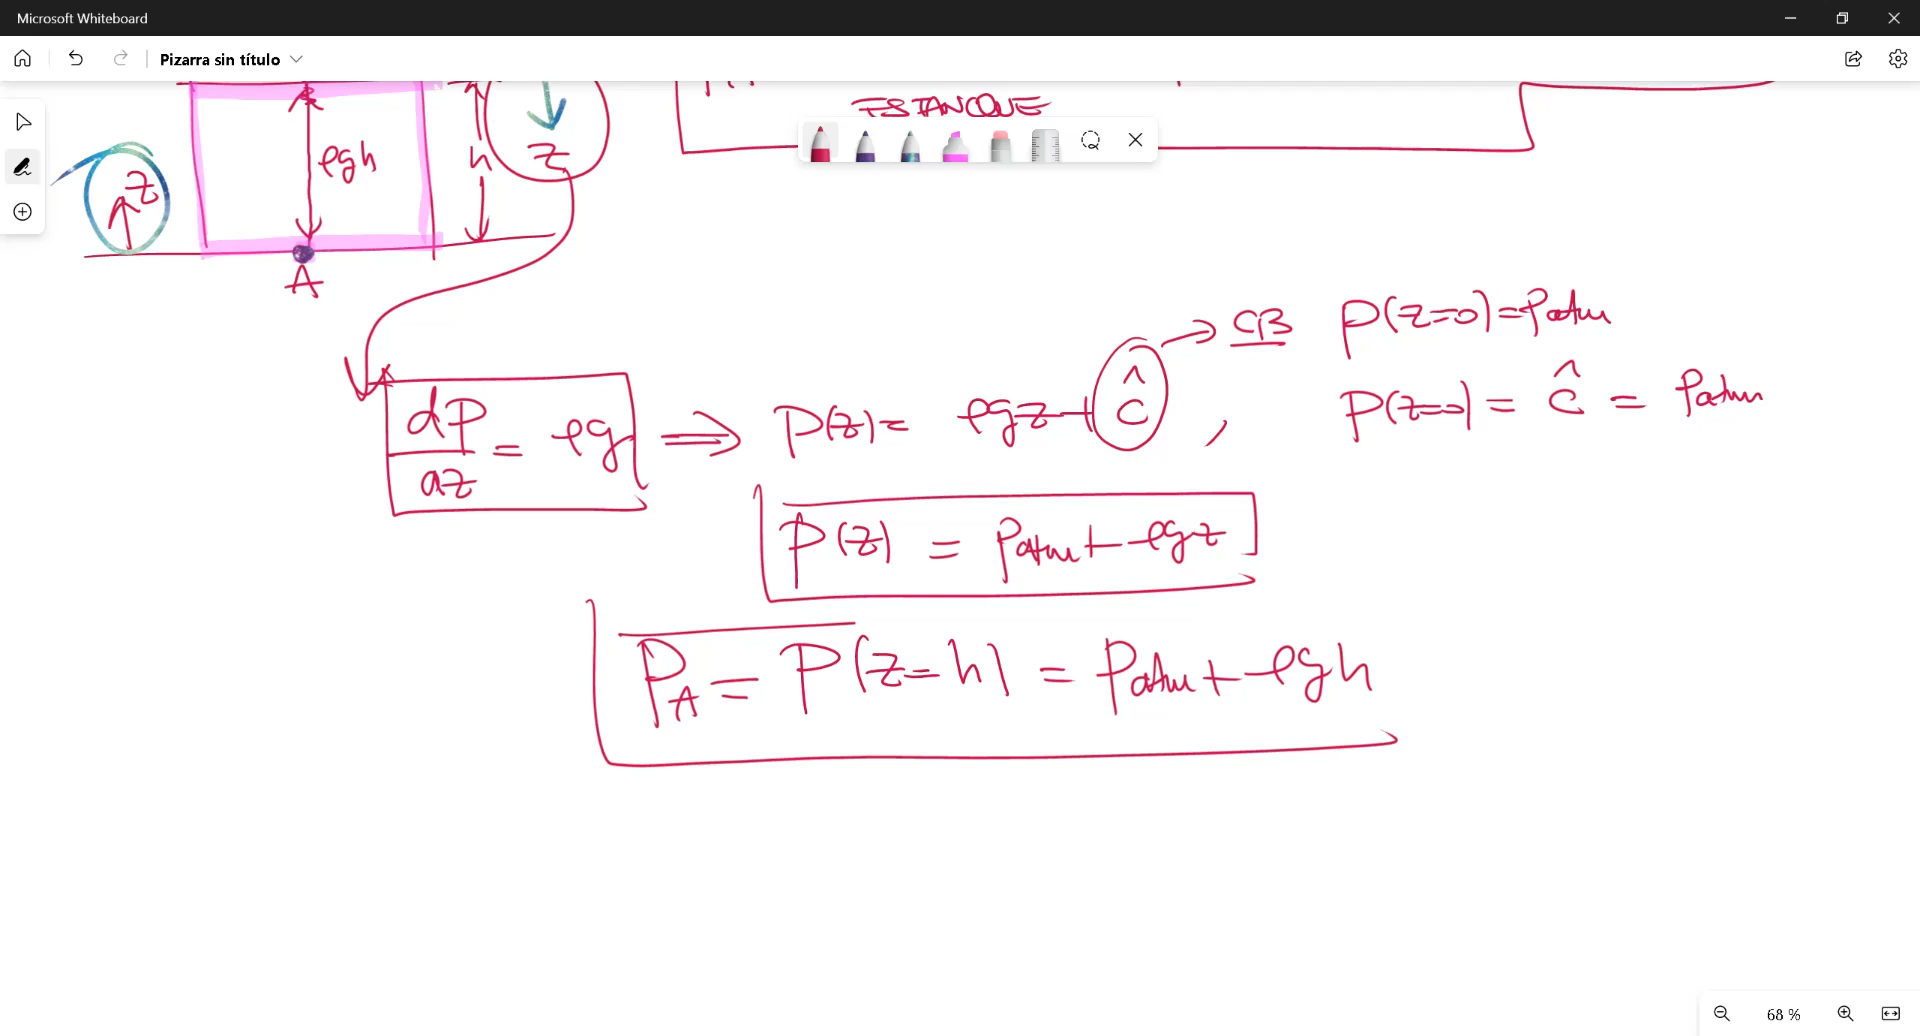 Microsoft Whiteboard
Pizarra sin título
ESTANQUE
ρgh
h
z
z
A
CB P(z=0)=Patm
dP/dz = ρg ⟹ P(z)= ρgz+ĉ , P(z=0) = ĉ = Patm
P(z) = Patm+ρgz
P_A = P(z=h) = Patm+ρgh
68 %